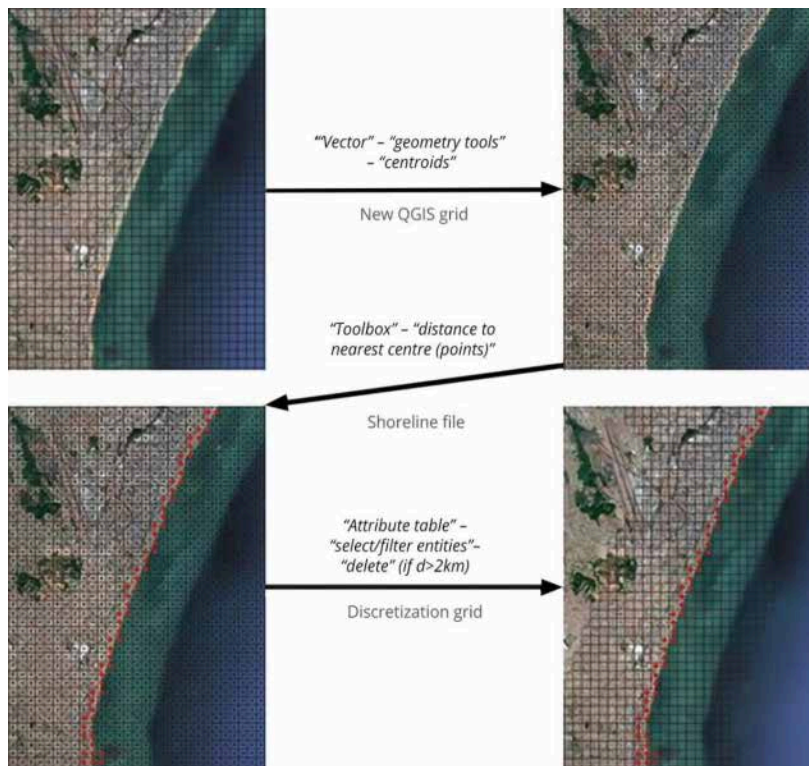 "“Vector” – “geometry tools”
– “centroids”
New QGIS grid
“Toolbox” – “distance to
nearest centre (points)”
Shoreline file
“Attribute table” –
“select/filter entities”–
“delete” (if d>2km)
Discretization grid